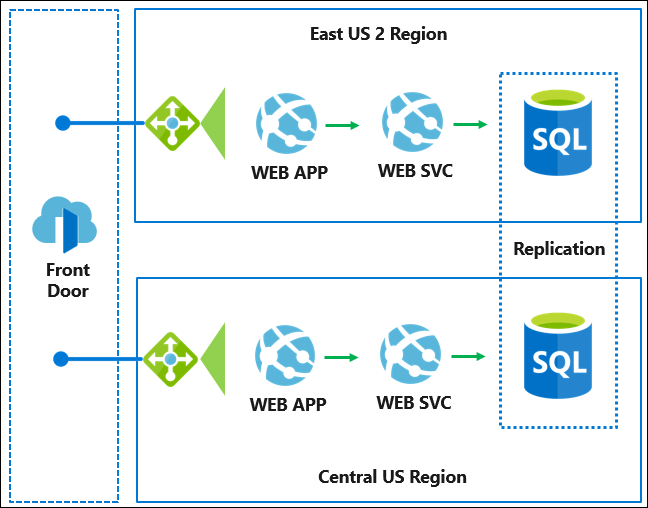 East US 2 Region
SQL
WEB APP
WEB SVC
Front
Door
Replication
SQL
WEB APP
WEB SVC
Central US Region